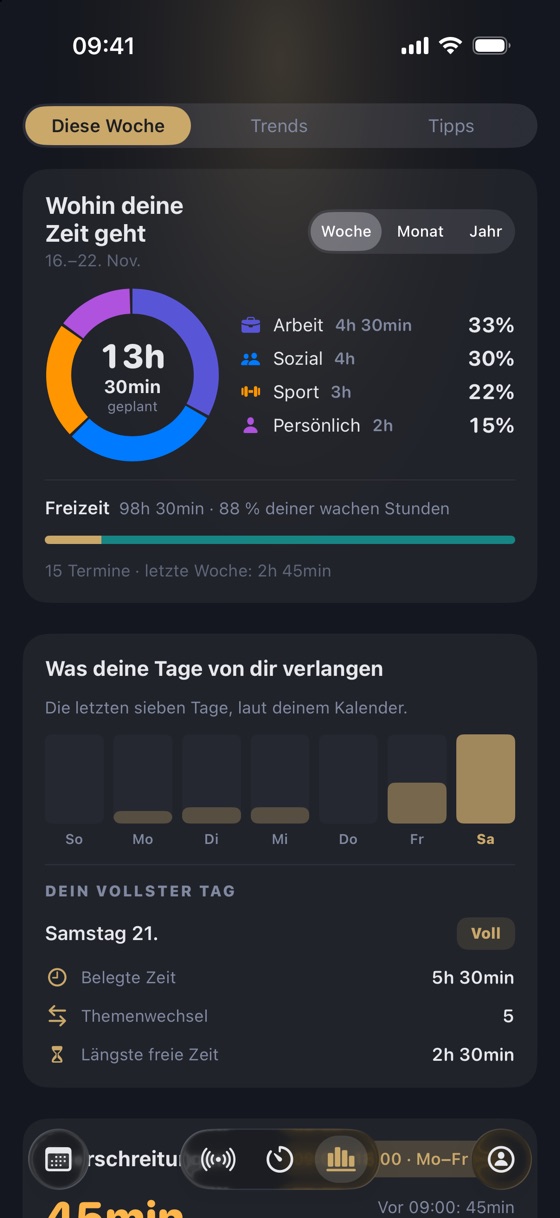 09:41
Diese Woche
Trends
Tipps
Wohin deine
Zeit geht
Woche
Monat
Jahr
16.–22. Nov.
13h
30min
geplant
Arbeit 4h 30min 33%
Sozial 4h 30%
Sport 3h 22%
Persönlich 2h 15%
Freizeit 98h 30min · 88 % deiner wachen Stunden
15 Termine · letzte Woche: 2h 45min
Was deine Tage von dir verlangen
Die letzten sieben Tage, laut deinem Kalender.
So Mo Di Mi Do Fr Sa
DEIN VOLLSTER TAG
Samstag 21. Voll
Belegte Zeit 5h 30min
Themenwechsel 5
Längste freie Zeit 2h 30min
00 · Mo–Fr
45min
Vor 09:00: 45min